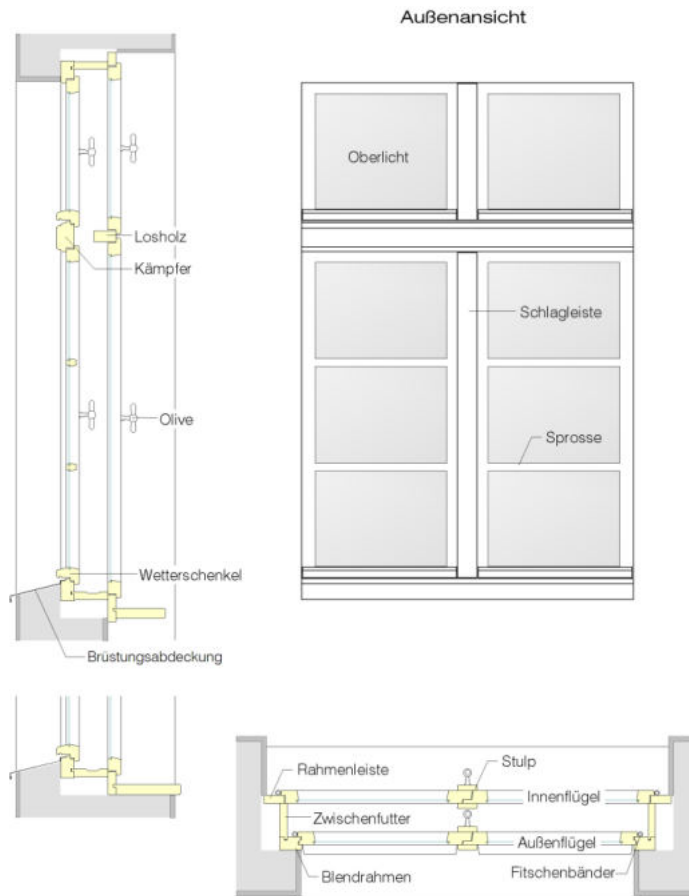 Außenansicht
Oberlicht
Losholz
Kämpfer
Schlagleiste
Olive
Sprosse
Wetterschenkel
Brüstungsabdeckung
Stulp
Rahmenleiste
Innenflügel
Zwischenfutter
Außenflügel
Blendrahmen
Fitschenbänder